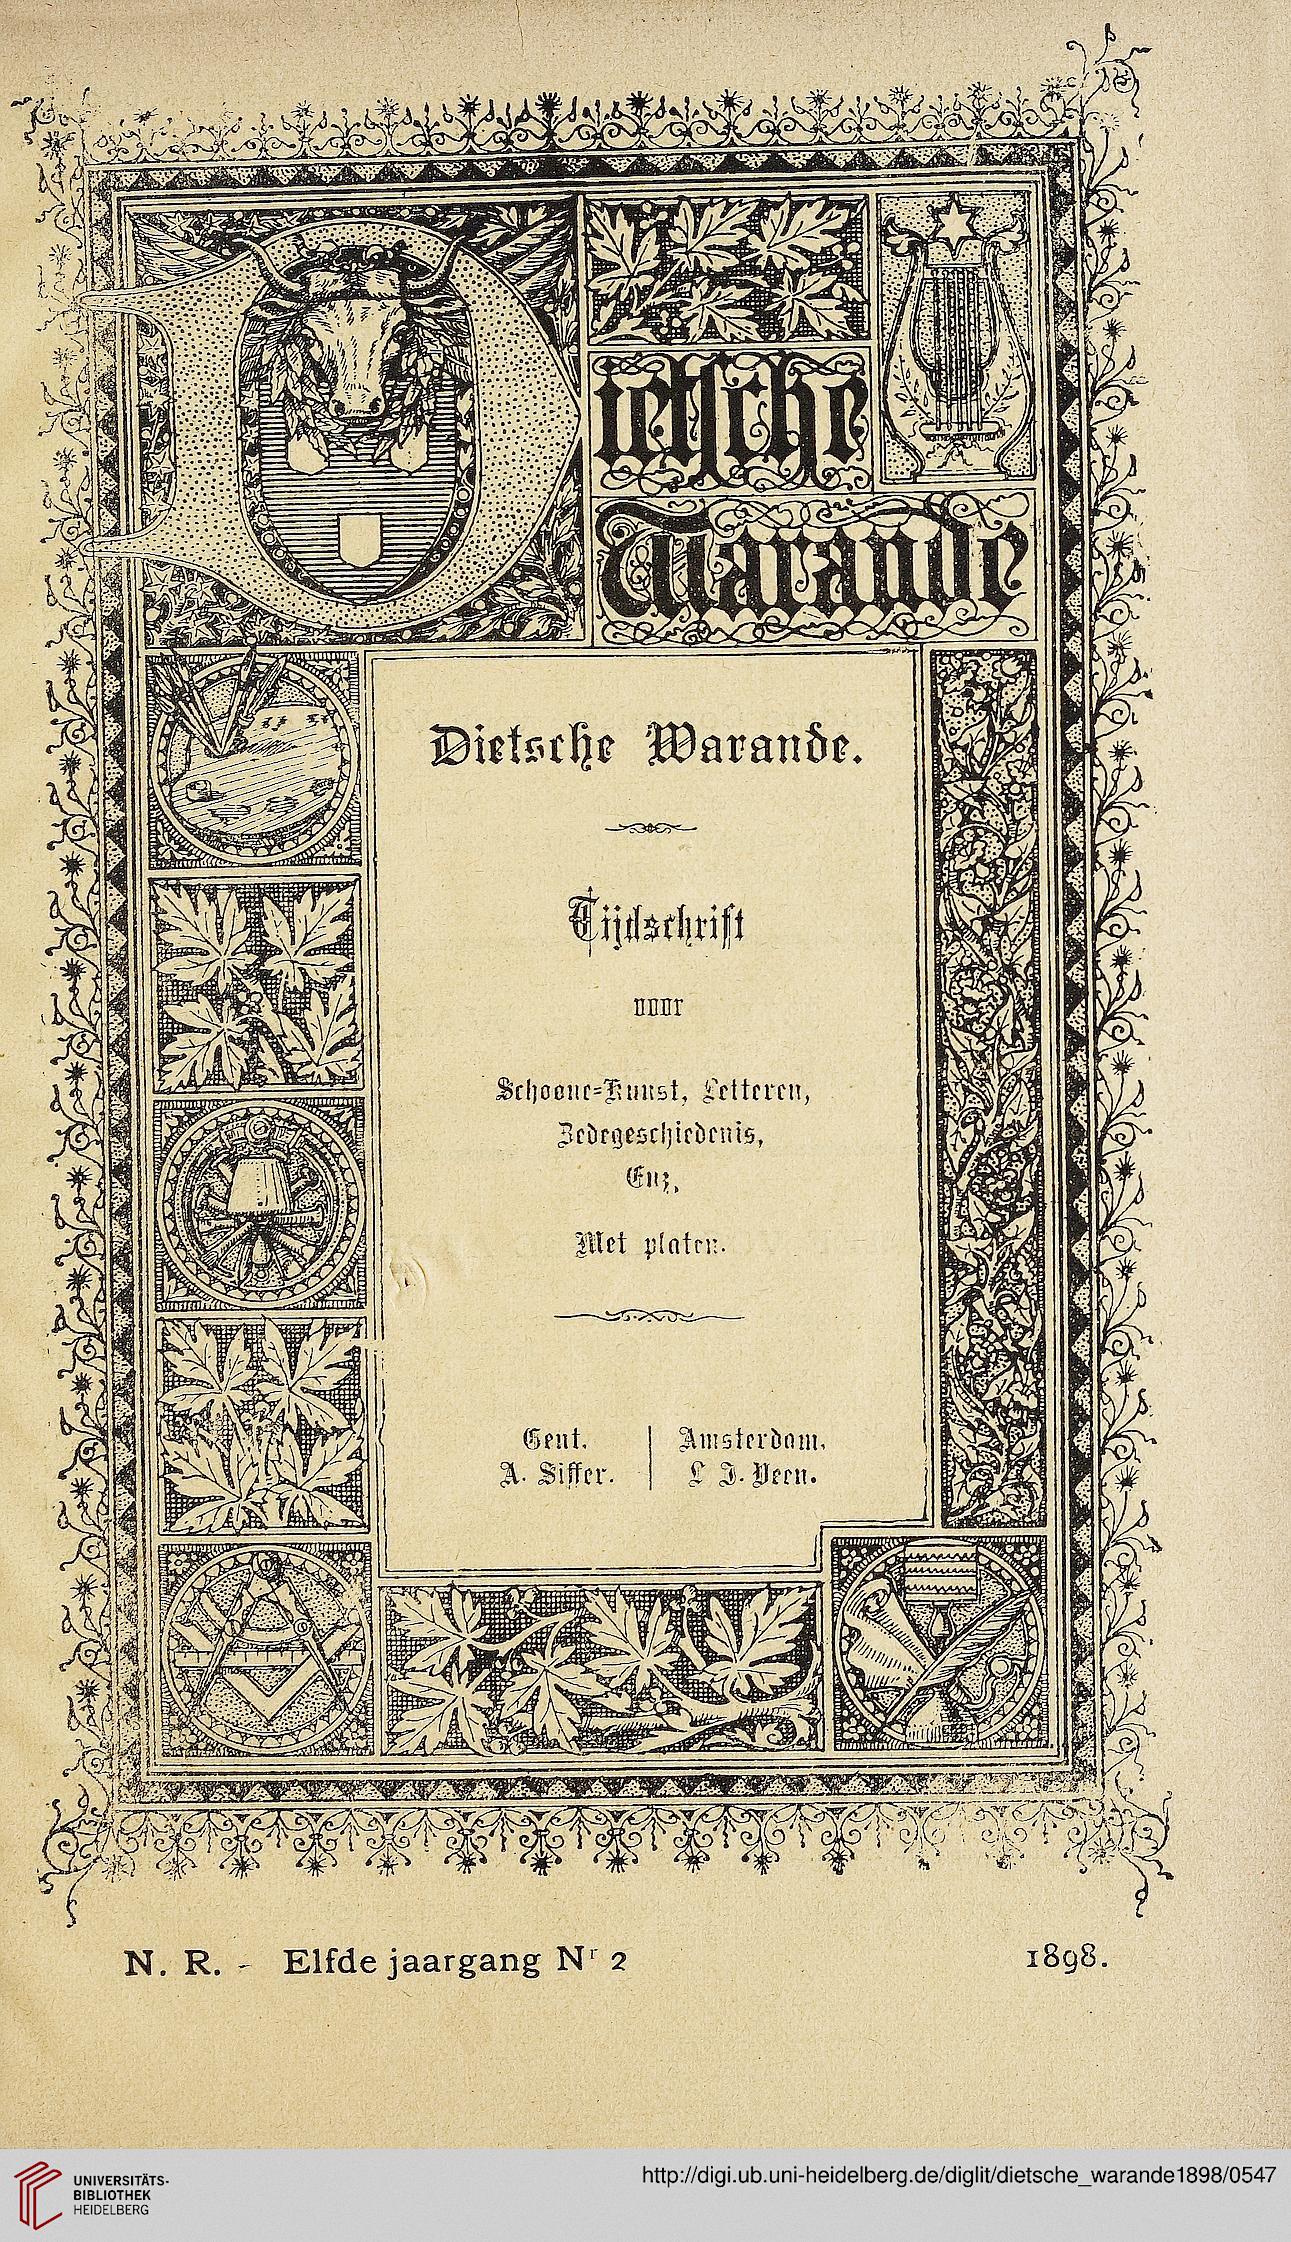 Dietsche
Warande
Dietsche Warande.
Tijdschrift
voor
Schoone=Kunst, Letteren,
Zedegeschiedenis,
Enz.
Met platen.
Gent. | Amsterdam.
A. Siffer. | L. J. Veen.
N. R. - Elfde jaargang Nr 2
1898.
UNIVERSITÄTS-
BIBLIOTHEK
HEIDELBERG
http://digi.ub.uni-heidelberg.de/diglit/dietsche_warande1898/0547